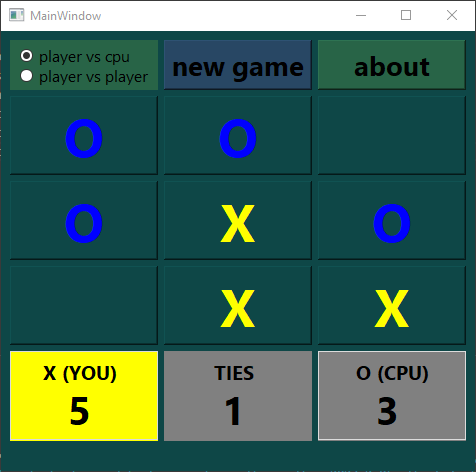 MainWindow
player vs cpu
player vs player
new game
about
O O
O X O
X X
X (YOU)
5
TIES
1
O (CPU)
3